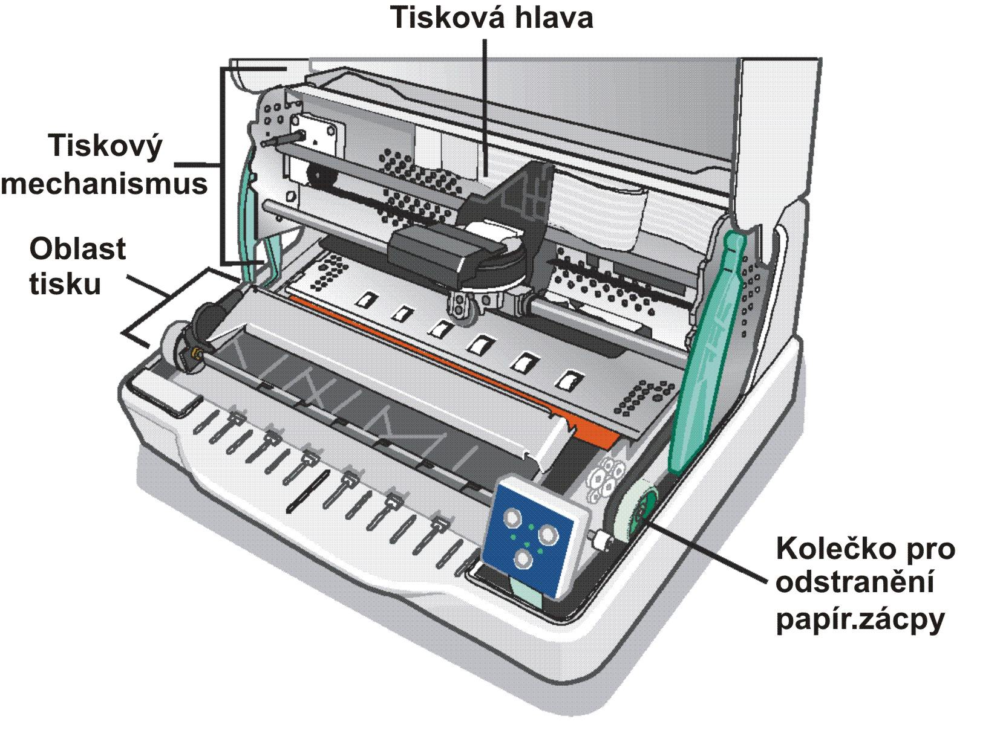 Tisková hlava
Tiskový
mechanismus
Oblast
tisku
Kolečko pro
odstranění
papír.zácpy